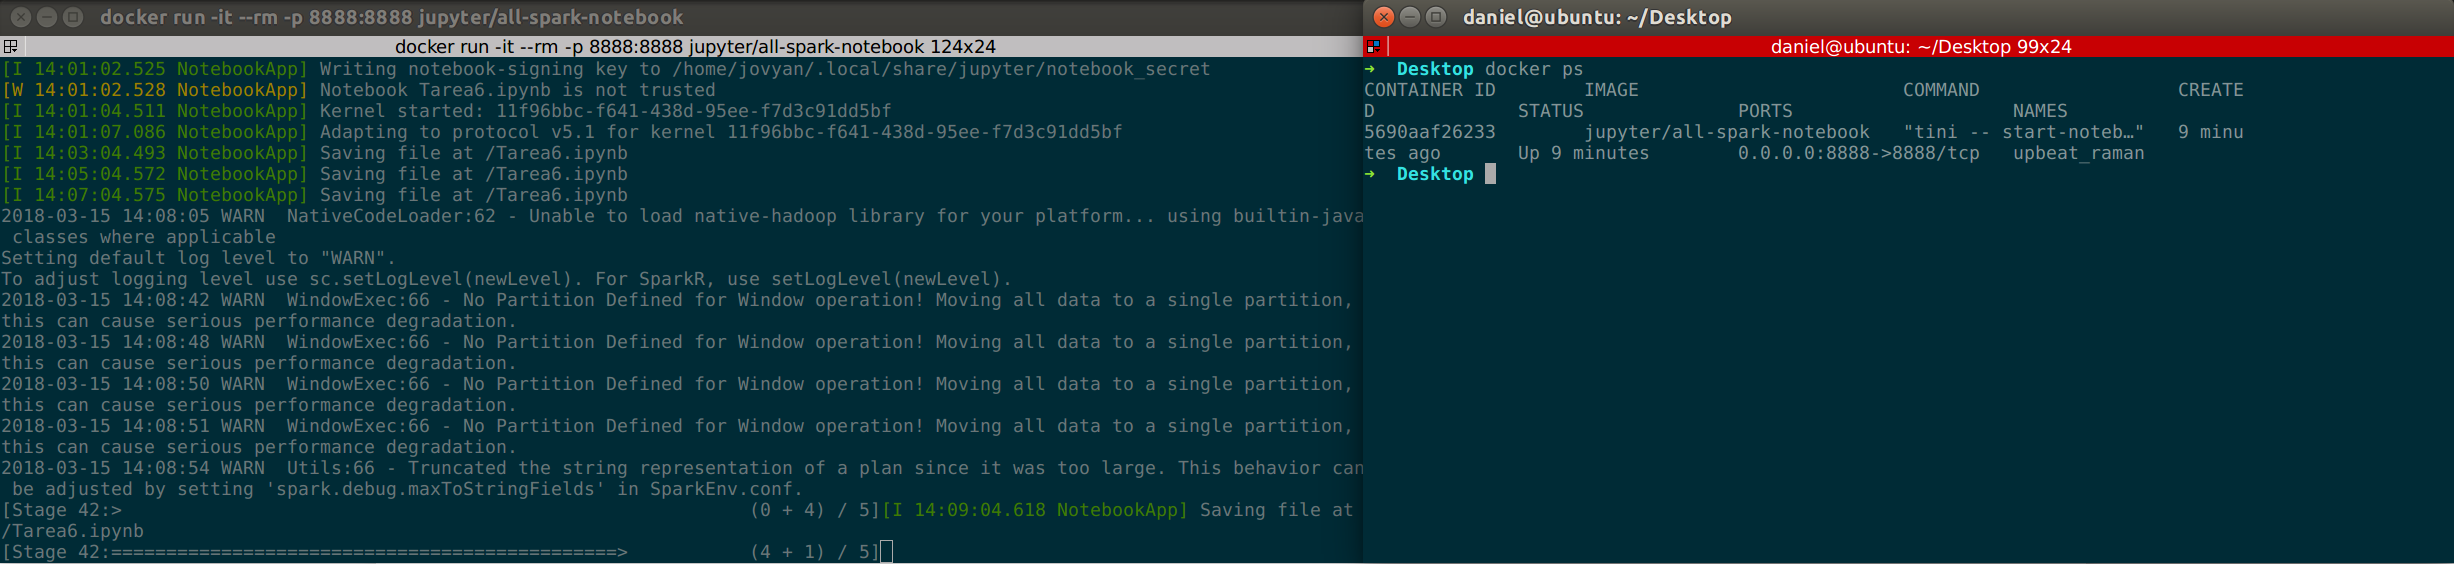 docker run -it --rm -p 8888:8888 jupyter/all-spark-notebook
docker run -it --rm -p 8888:8888 jupyter/all-spark-notebook 124x24
[I 14:01:02.525 NotebookApp] Writing notebook-signing key to /home/jovyan/.local/share/jupyter/notebook_secret
[W 14:01:02.528 NotebookApp] Notebook Tarea6.ipynb is not trusted
[I 14:01:04.511 NotebookApp] Kernel started: 11f96bbc-f641-438d-95ee-f7d3c91dd5bf
[I 14:01:07.086 NotebookApp] Adapting to protocol v5.1 for kernel 11f96bbc-f641-438d-95ee-f7d3c91dd5bf
[I 14:03:04.493 NotebookApp] Saving file at /Tarea6.ipynb
[I 14:05:04.572 NotebookApp] Saving file at /Tarea6.ipynb
[I 14:07:04.575 NotebookApp] Saving file at /Tarea6.ipynb
2018-03-15 14:08:05 WARN  NativeCodeLoader:62 - Unable to load native-hadoop library for your platform... using builtin-java
 classes where applicable
Setting default log level to "WARN".
To adjust logging level use sc.setLogLevel(newLevel). For SparkR, use setLogLevel(newLevel).
2018-03-15 14:08:42 WARN  WindowExec:66 - No Partition Defined for Window operation! Moving all data to a single partition,
this can cause serious performance degradation.
2018-03-15 14:08:48 WARN  WindowExec:66 - No Partition Defined for Window operation! Moving all data to a single partition,
this can cause serious performance degradation.
2018-03-15 14:08:50 WARN  WindowExec:66 - No Partition Defined for Window operation! Moving all data to a single partition,
this can cause serious performance degradation.
2018-03-15 14:08:51 WARN  WindowExec:66 - No Partition Defined for Window operation! Moving all data to a single partition,
this can cause serious performance degradation.
2018-03-15 14:08:54 WARN  Utils:66 - Truncated the string representation of a plan since it was too large. This behavior can
 be adjusted by setting 'spark.debug.maxToStringFields' in SparkEnv.conf.
[Stage 42:>                                                         (0 + 4) / 5][I 14:09:04.618 NotebookApp] Saving file at
/Tarea6.ipynb
[Stage 42:==============================================>           (4 + 1) / 5]
daniel@ubuntu: ~/Desktop
daniel@ubuntu: ~/Desktop 99x24
➜  Desktop docker ps
CONTAINER ID        IMAGE                        COMMAND                  CREATE
D             STATUS              PORTS                    NAMES
5690aaf26233        jupyter/all-spark-notebook   "tini -- start-noteb…"   9 minu
tes ago       Up 9 minutes        0.0.0.0:8888->8888/tcp   upbeat_raman
➜  Desktop